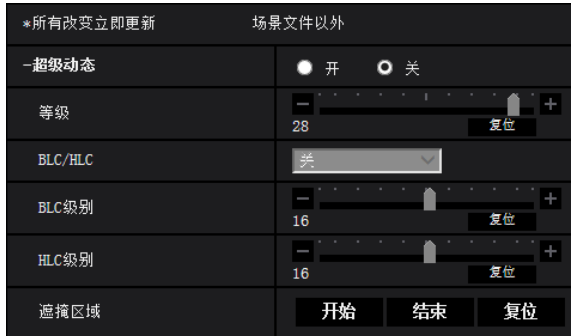 *所有改变立即更新 场景文件以外
-超级动态 开 关
等级 28 复位
BLC/HLC 关
BLC级别 16 复位
HLC级别 16 复位
遮掩区域 开始 结束 复位